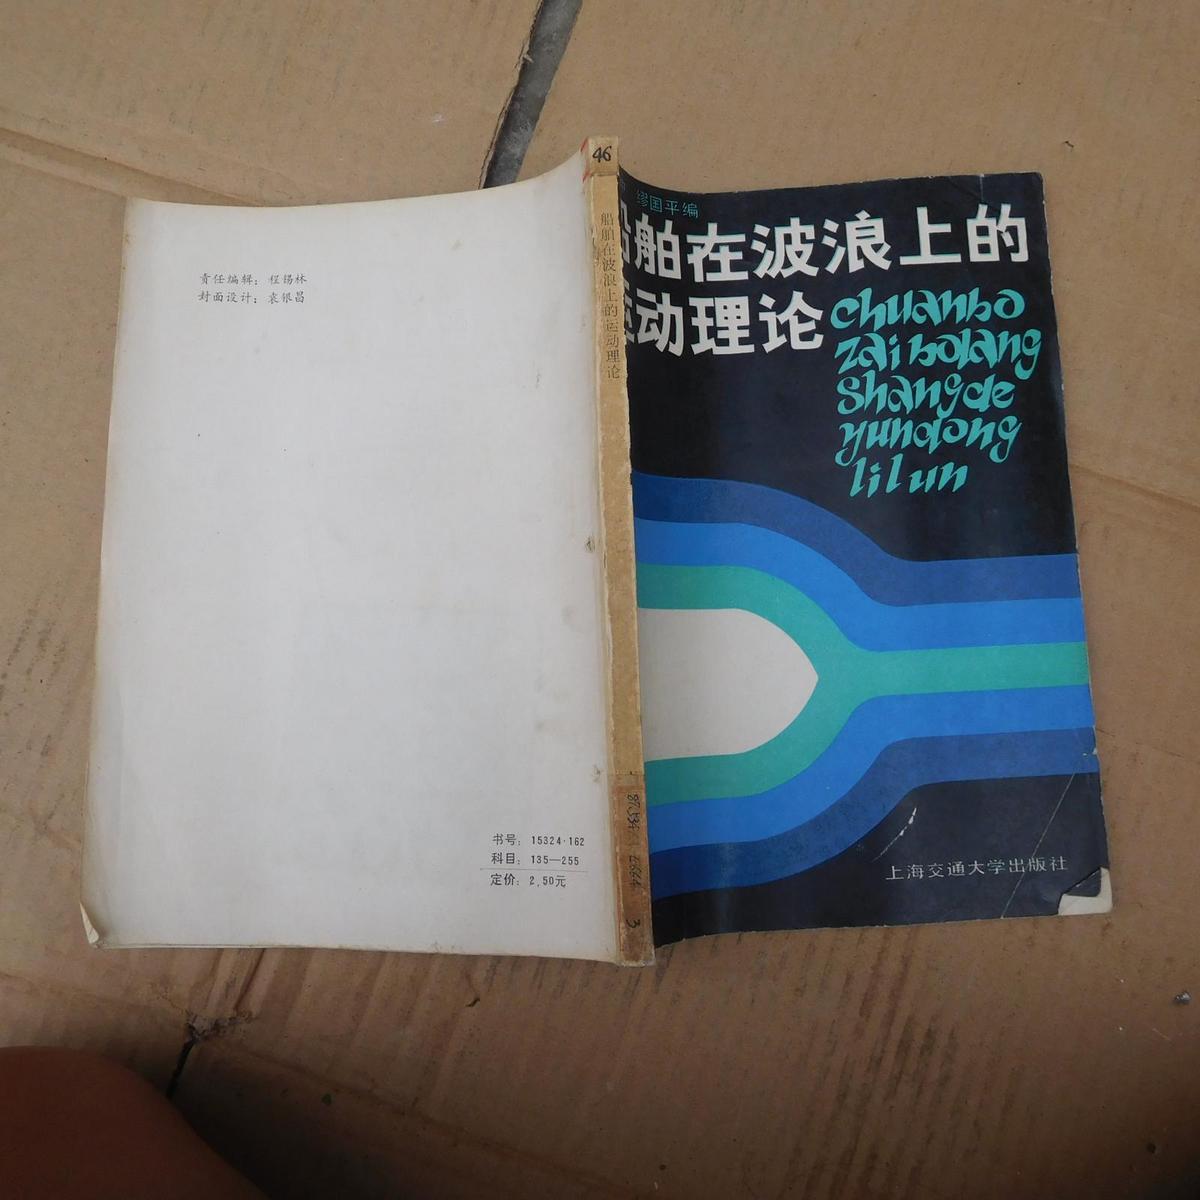 责任编辑：程锡林
封面设计：袁银昌
书号：15324·162
科目：135—255
定价：2.50元
46
船舶在波浪上的运动理论
3
缪国平编
船舶在波浪上的
运动理论
chuanbo
zai bolang
shangde
yundong
lilun
上海交通大学出版社